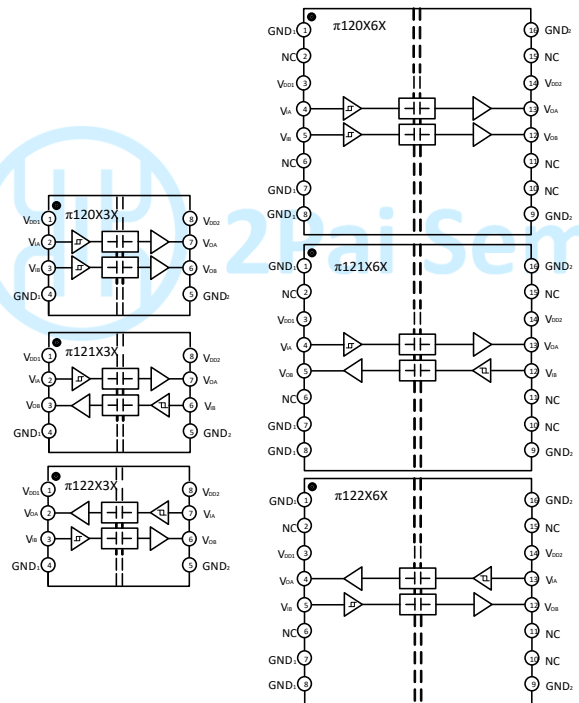 π120X3X
1 VDD1
2 VIA
3 VIB
4 GND1
8 VDD2
7 VOA
6 VOB
5 GND2
π121X3X
1 VDD1
2 VIA
3 VOB
4 GND1
8 VDD2
7 VOA
6 VIB
5 GND2
π122X3X
1 VDD1
2 VOA
3 VIB
4 GND1
8 VDD2
7 VIA
6 VOB
5 GND2
π120X6X
1 GND1
2 NC
3 VDD1
4 VIA
5 VIB
6 NC
7 GND1
8 GND1
16 GND2
15 NC
14 VDD2
13 VOA
12 VOB
11 NC
10 NC
9 GND2
π121X6X
1 GND1
2 NC
3 VDD1
4 VIA
5 VOB
6 NC
7 GND1
8 GND1
16 GND2
15 NC
14 VDD2
13 VOA
12 VIB
11 NC
10 NC
9 GND2
π122X6X
1 GND1
2 NC
3 VDD1
4 VOA
5 VIB
6 NC
7 GND1
8 GND1
16 GND2
15 NC
14 VDD2
13 VIA
12 VOB
11 NC
10 NC
9 GND2
2Pai Sem